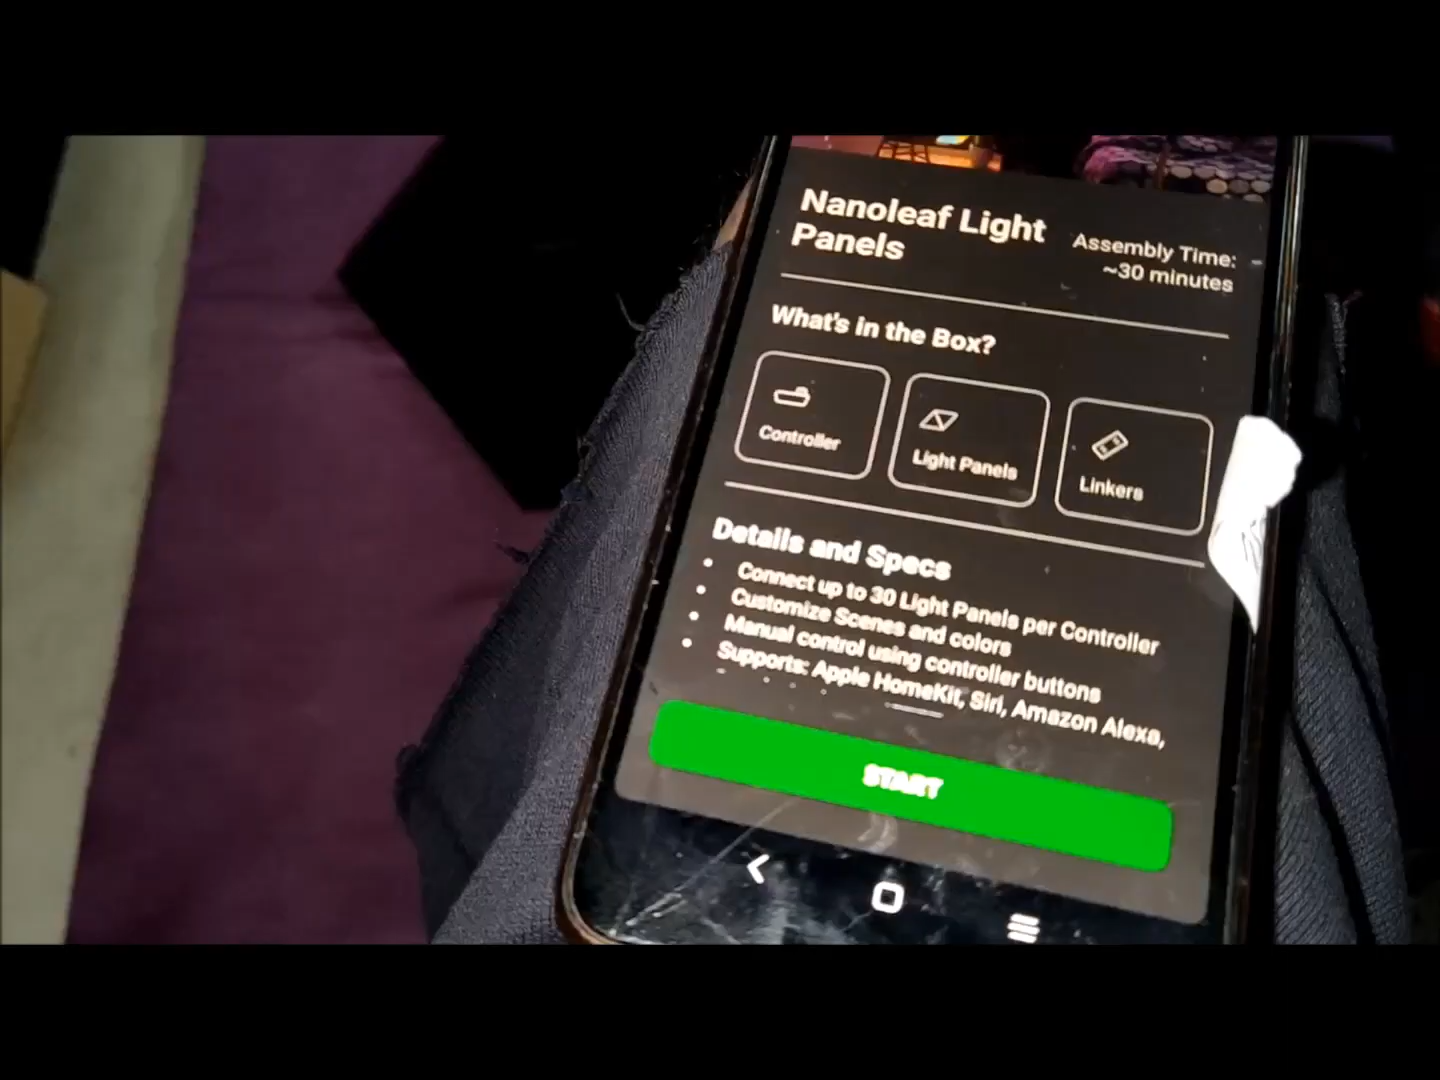 Nanoleaf Light
Panels
Assembly Time:
~30 minutes
What's in the Box?
Controller
Light Panels
Linkers
Details and Specs
• Connect up to 30 Light Panels per Controller
• Customize Scenes and colors
• Manual control using controller buttons
• Supports: Apple HomeKit, Siri, Amazon Alexa,
START